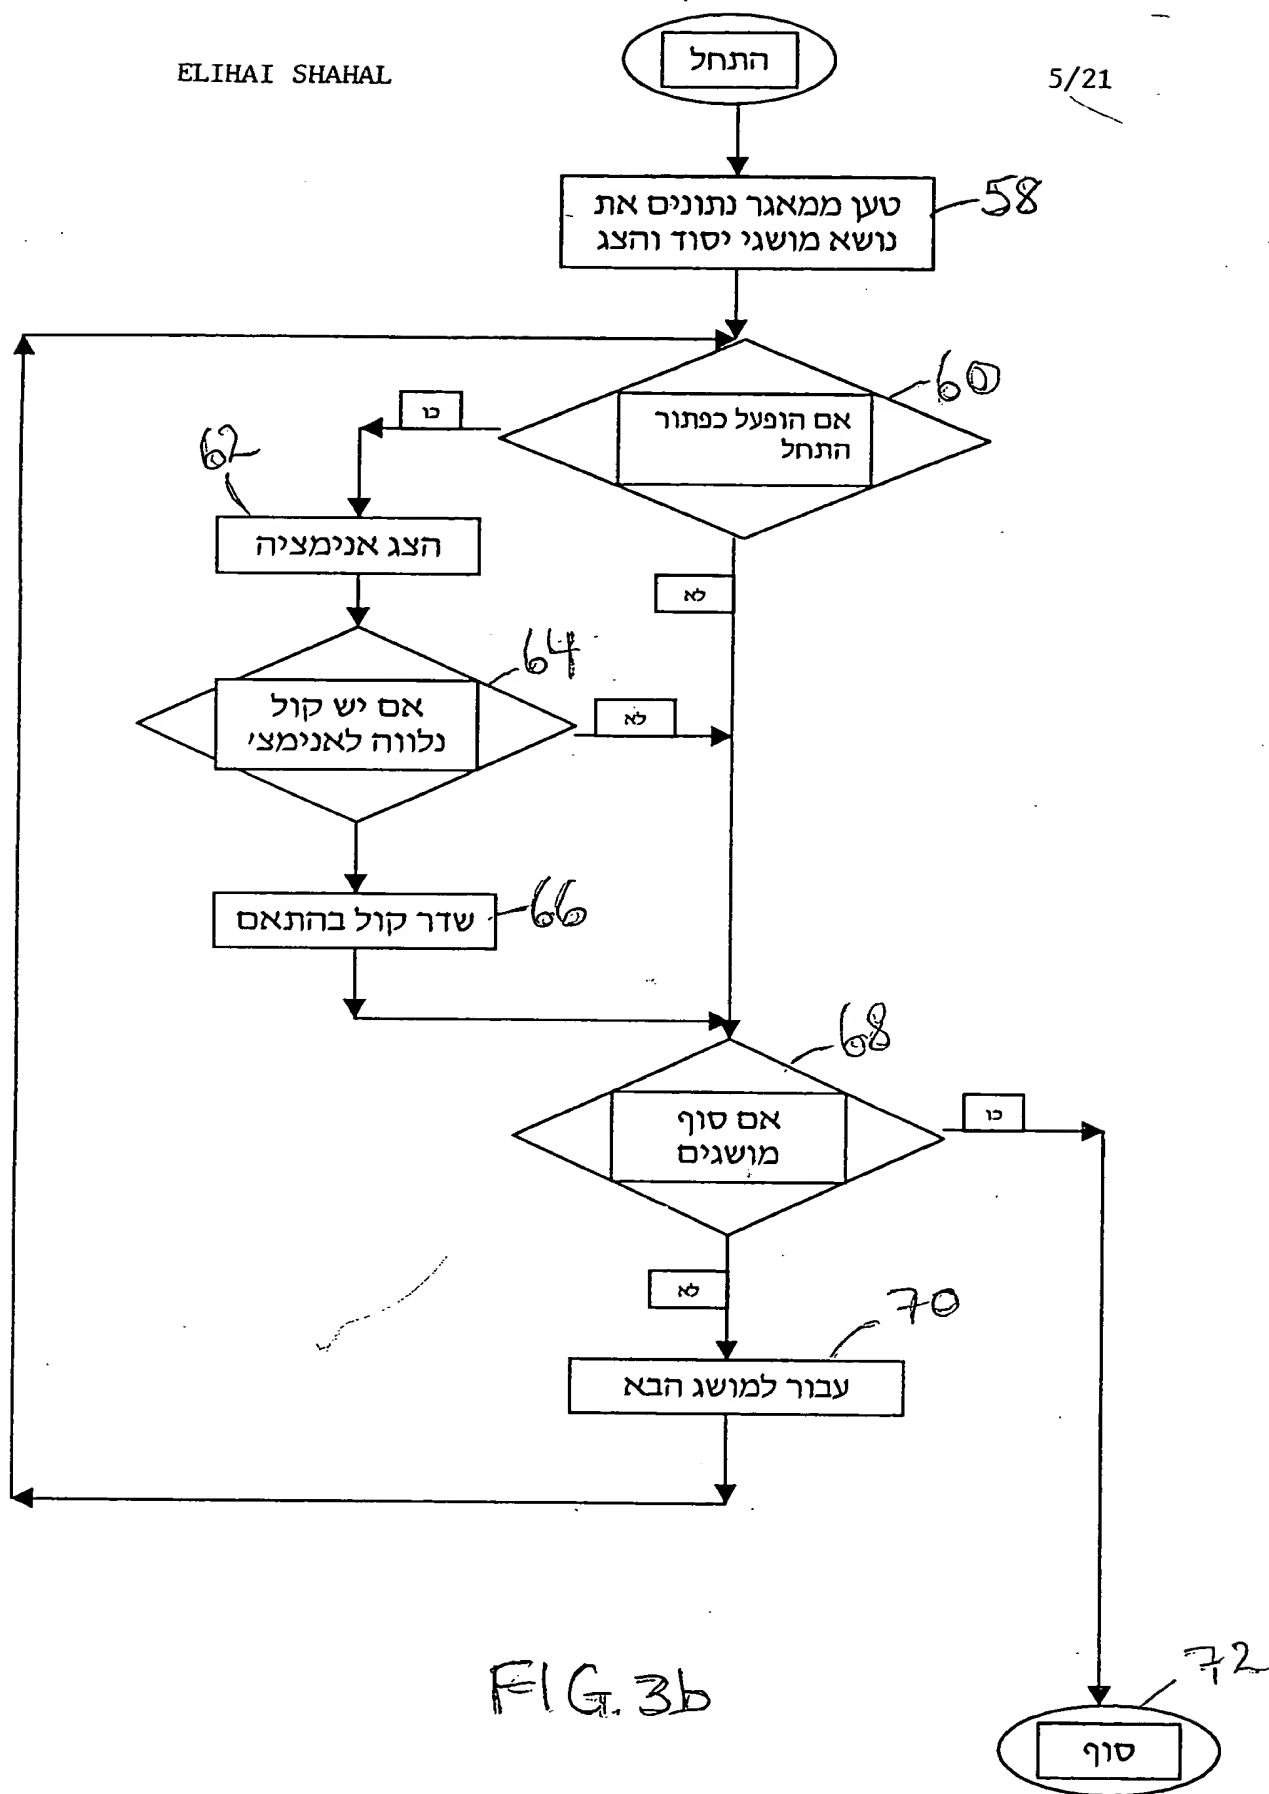 התחל
ELIHAI SHAHAL
5/21
טען ממאגר נתונים את
נושא מושגי יסוד והצג
58
60
אם הופעל כפתור
התחל
כן
62
הצג אנימציה
לא
64
אם יש קול
נלווה לאנימצ'
לא
שדר קול בהתאם
66
68
אם סוף
מושגים
כן
לא
70
עבור למושג הבא
72
סוף
FIG. 3b